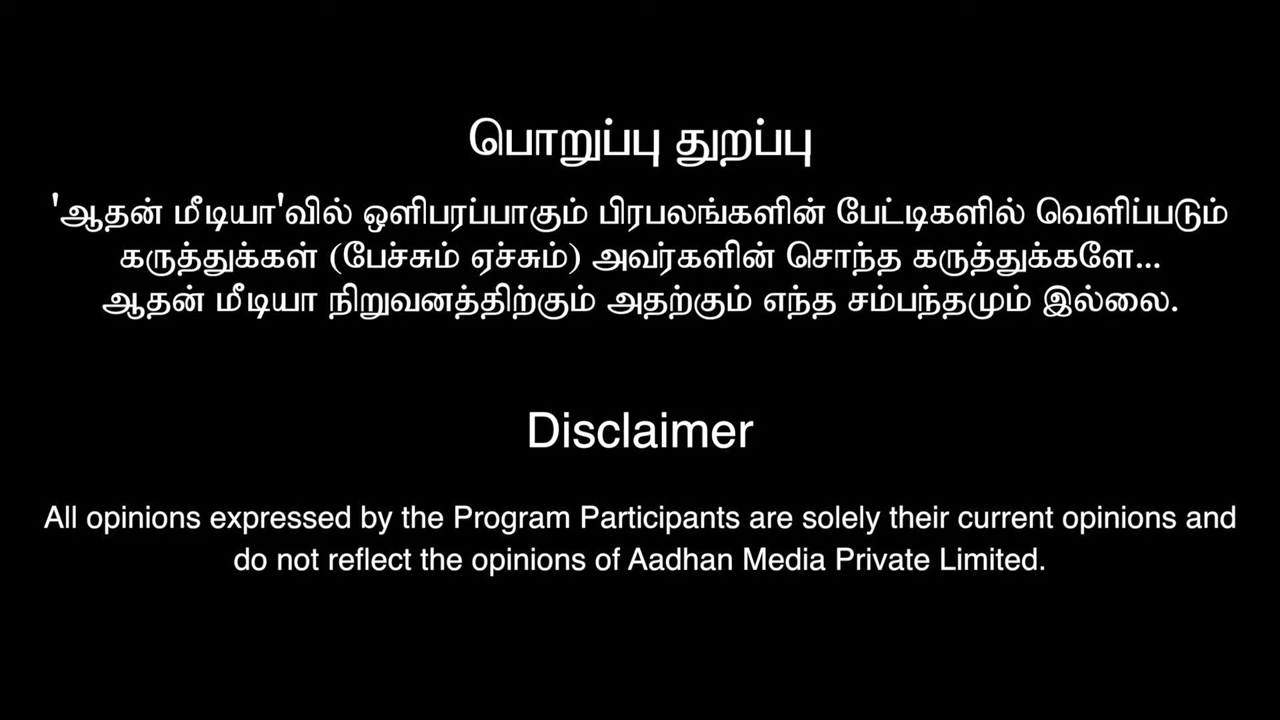 பொறுப்பு துறப்பு
'ஆதன் மீடியா'வில் ஒளிபரப்பாகும் பிரபலங்களின் பேட்டிகளில் வெளிப்படும்
கருத்துக்கள் (பேச்சும் ஏச்சும்) அவர்களின் சொந்த கருத்துக்களே...
ஆதன் மீடியா நிறுவனத்திற்கும் அதற்கும் எந்த சம்பந்தமும் இல்லை.
Disclaimer
All opinions expressed by the Program Participants are solely their current opinions and
do not reflect the opinions of Aadhan Media Private Limited.